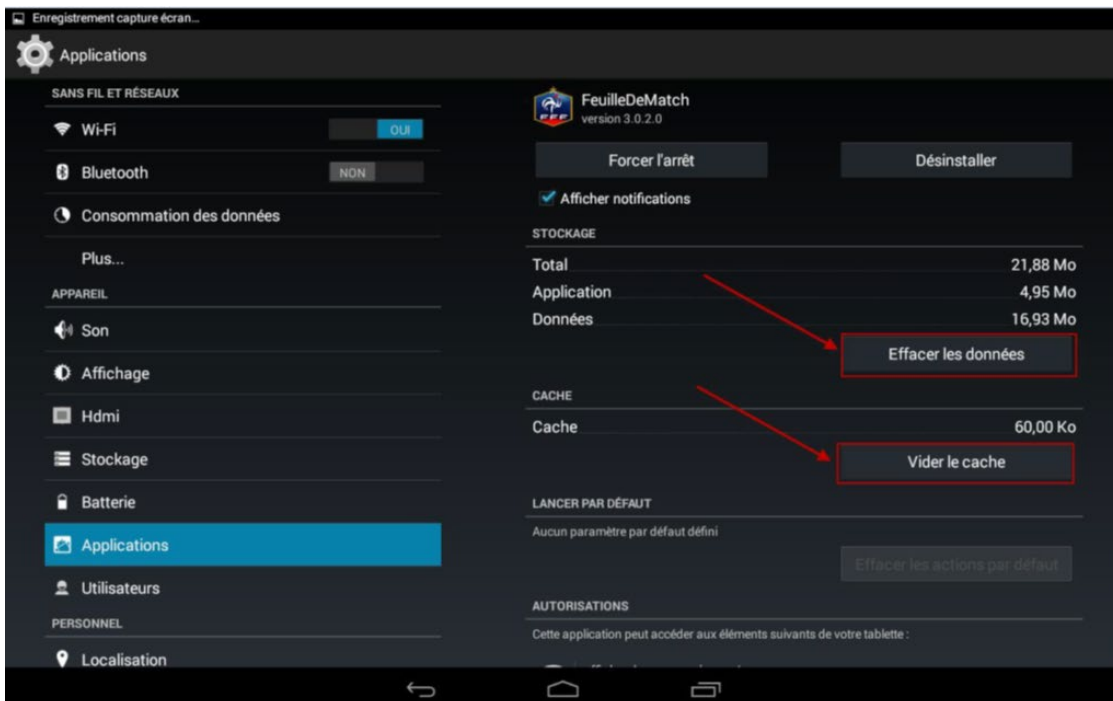 Enregistrement capture écran...
Applications
SANS FIL ET RÉSEAUX
Wi-Fi
OUI
Bluetooth
NON
Consommation des données
Plus...
APPAREIL
Son
Affichage
Hdmi
Stockage
Batterie
Applications
Utilisateurs
PERSONNEL
Localisation
FeuilleDeMatch
version 3.0.2.0
Forcer l'arrêt
Désinstaller
Afficher notifications
STOCKAGE
Total 21,88 Mo
Application 4,95 Mo
Données 16,93 Mo
Effacer les données
CACHE
Cache 60,00 Ko
Vider le cache
LANCER PAR DÉFAUT
Aucun paramètre par défaut défini
Effacer les actions par défaut
AUTORISATIONS
Cette application peut accéder aux éléments suivants de votre tablette :